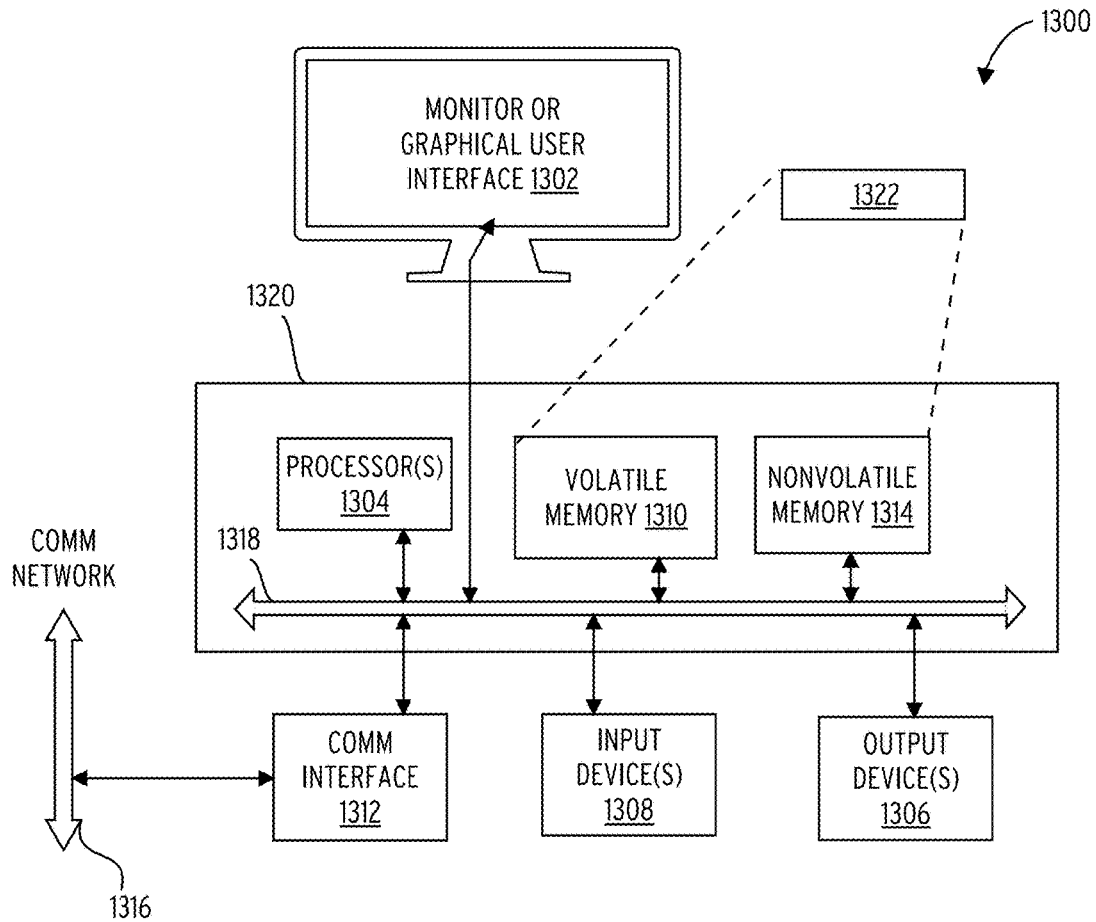 1300
MONITOR OR
GRAPHICAL USER
INTERFACE 1302
1322
1320
PROCESSOR(S)
1304
VOLATILE
MEMORY 1310
NONVOLATILE
MEMORY 1314
1318
COMM
NETWORK
COMM
INTERFACE
1312
INPUT
DEVICE(S)
1308
OUTPUT
DEVICE(S)
1306
1316